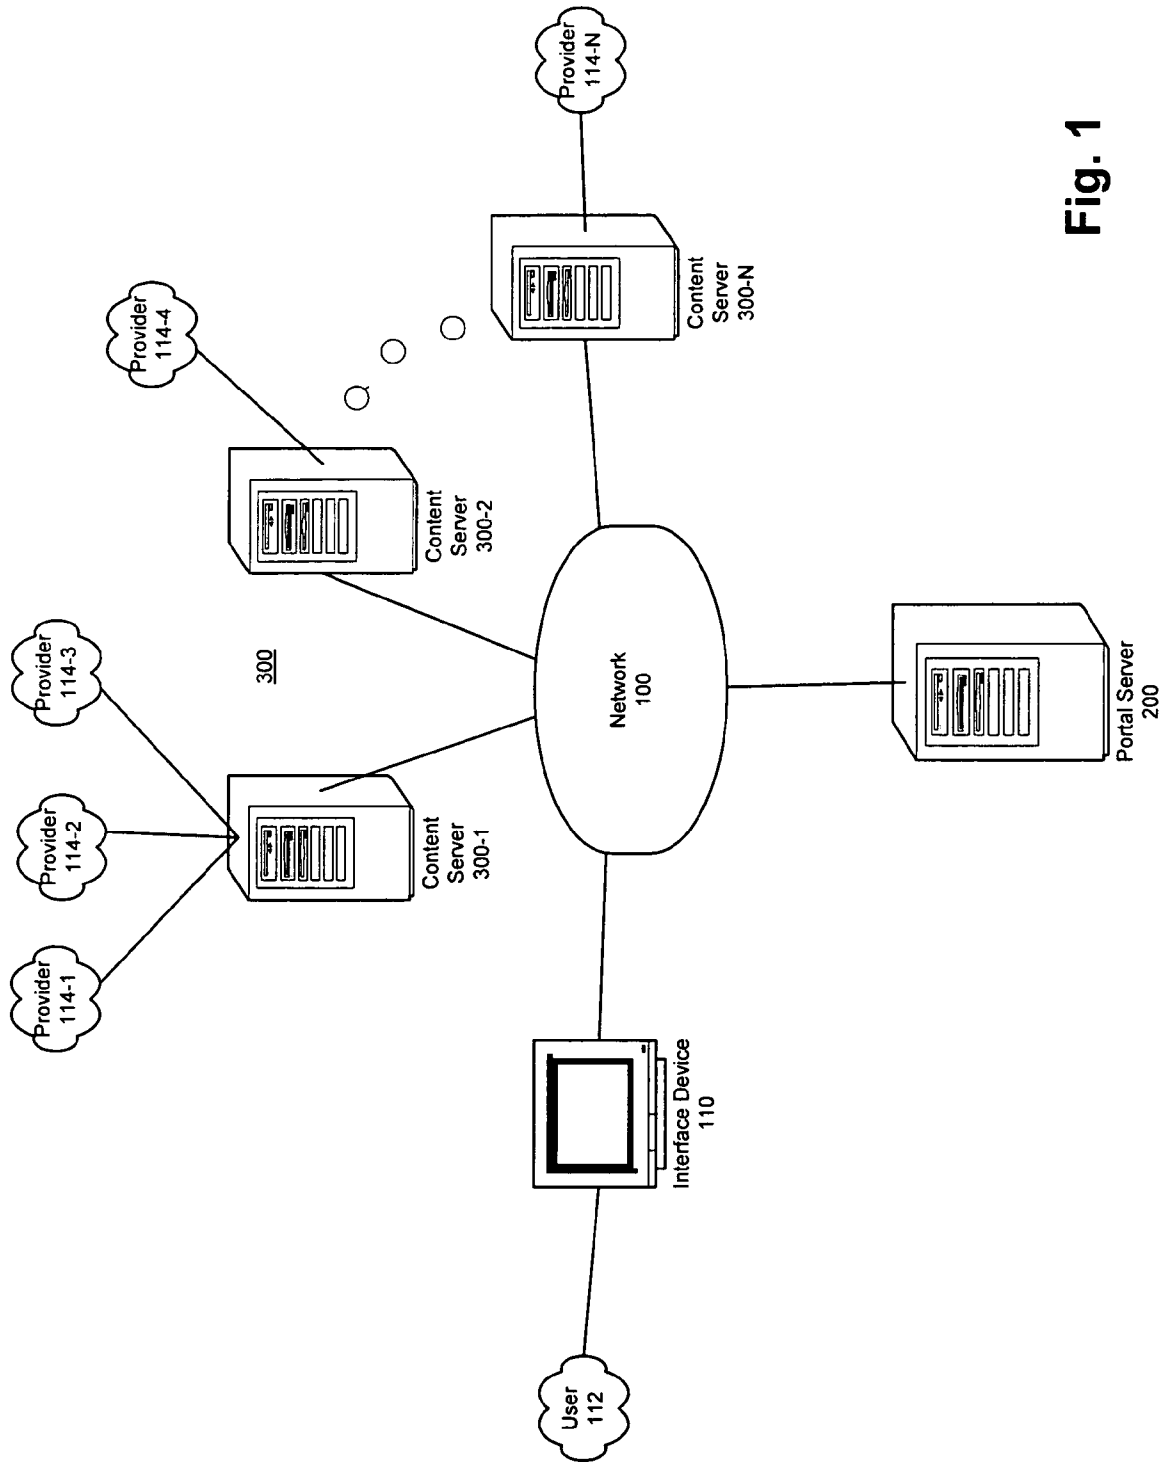 Provider
114-1
Provider
114-2
Provider
114-3
Provider
114-4
Content
Server
300-1
300
Content
Server
300-2
Provider
114-N
User
112
Interface Device
110
Network
100
Content
Server
300-N
Portal Server
200
Fig. 1